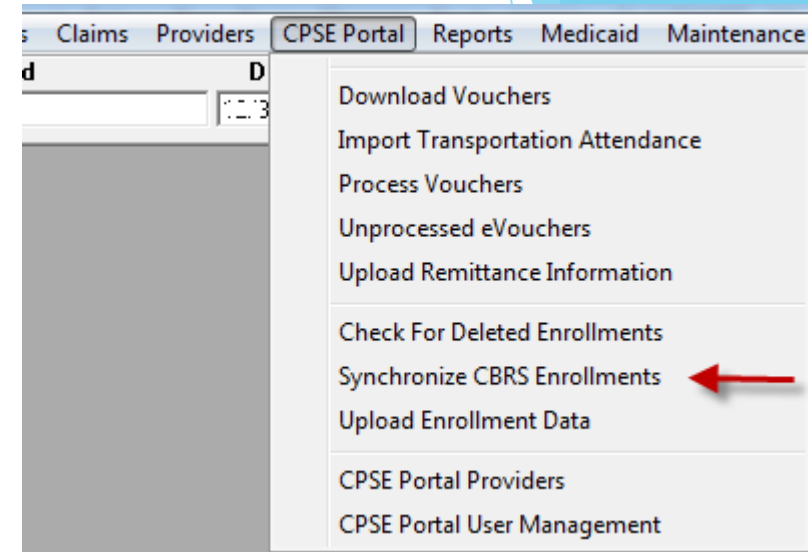 s Claims Providers CPSE Portal Reports Medicaid Maintenance
d D
Download Vouchers
Import Transportation Attendance
Process Vouchers
Unprocessed eVouchers
Upload Remittance Information
Check For Deleted Enrollments
Synchronize CBRS Enrollments
Upload Enrollment Data
CPSE Portal Providers
CPSE Portal User Management